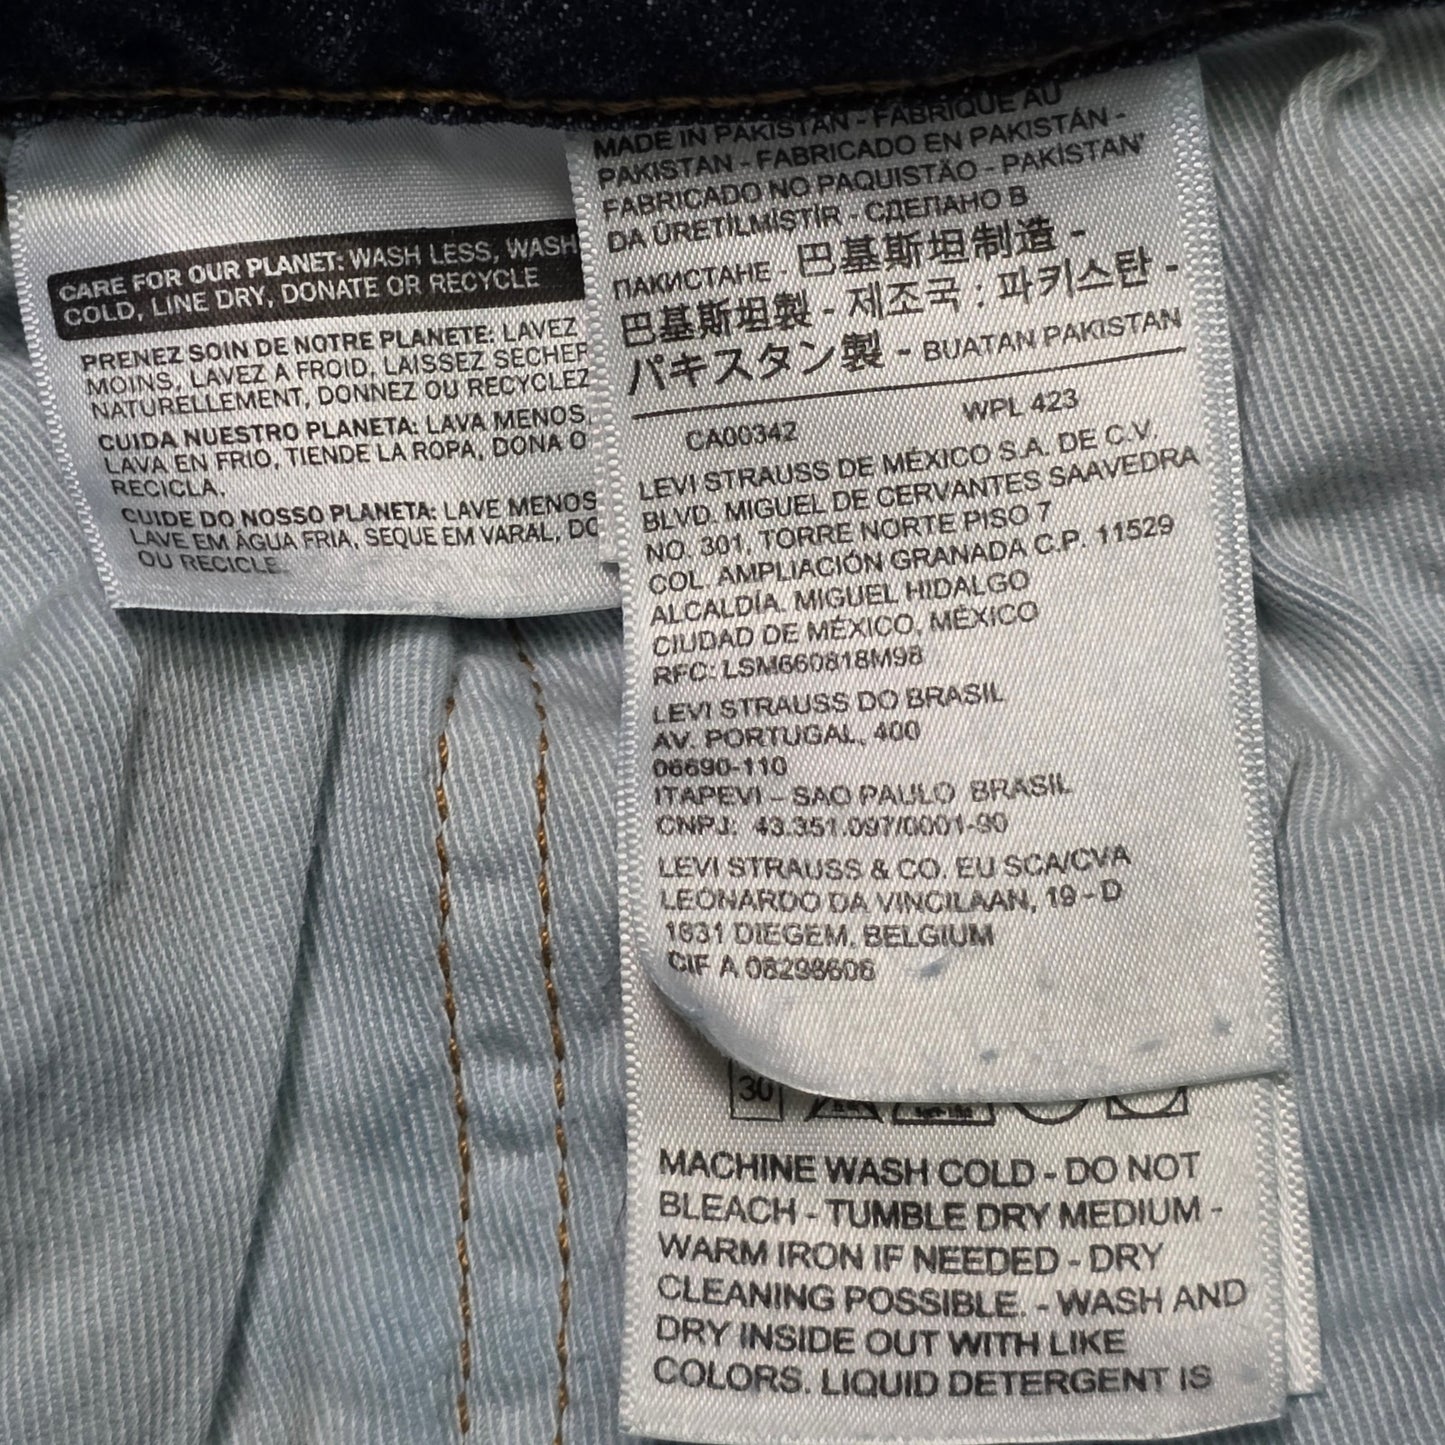 CARE FOR OUR PLANET: WASH LESS, WASH
COLD, LINE DRY, DONATE OR RECYCLE
PRENEZ SOIN DE NOTRE PLANETE: LAVEZ
MOINS, LAVEZ A FROID, LAISSEZ SECHER
NATURELLEMENT, DONNEZ OU RECYCLEZ
CUIDA NUESTRO PLANETA: LAVA MENOS,
LAVA EN FRIO, TIENDE LA ROPA, DONA O
RECICLA.
CUIDE DO NOSSO PLANETA: LAVE MENOS
LAVE EM ÁGUA FRIA, SEQUE EM VARAL,
OU RECICLE.
MADE IN PAKISTAN - FABRIQUE AU
PAKISTAN - FABRICADO EN PAKISTÁN -
FABRICADO NO PAQUISTÃO - PAKİSTAN'
DA ÜRETİLMİŞTİR - СДЕЛАНО В
ПАКИСТАНЕ - 巴基斯坦制造 -
巴基斯坦製 - 제조국 : 파키스탄 -
パキスタン製 - BUATAN PAKISTAN
CA00342 WPL 423
LEVI STRAUSS DE MÉXICO S.A. DE C.V.
BLVD. MIGUEL DE CERVANTES SAAVEDRA
NO. 301, TORRE NORTE PISO 7
COL. AMPLIACIÓN GRANADA C.P. 11529
ALCALDÍA. MIGUEL HIDALGO
CIUDAD DE MÉXICO, MÉXICO
RFC: LSM660818M98
LEVI STRAUSS DO BRASIL
AV. PORTUGAL, 400
06690-110
ITAPEVI – SAO PAULO BRASIL
CNPJ: 43.351.097/0001-90
LEVI STRAUSS & CO. EU SCA/CVA
LEONARDO DA VINCILAAN, 19 - D
1831 DIEGEM, BELGIUM
CIF A 08298606
30
MACHINE WASH COLD - DO NOT
BLEACH - TUMBLE DRY MEDIUM -
WARM IRON IF NEEDED - DRY
CLEANING POSSIBLE. - WASH AND
DRY INSIDE OUT WITH LIKE
COLORS. LIQUID DETERGENT IS